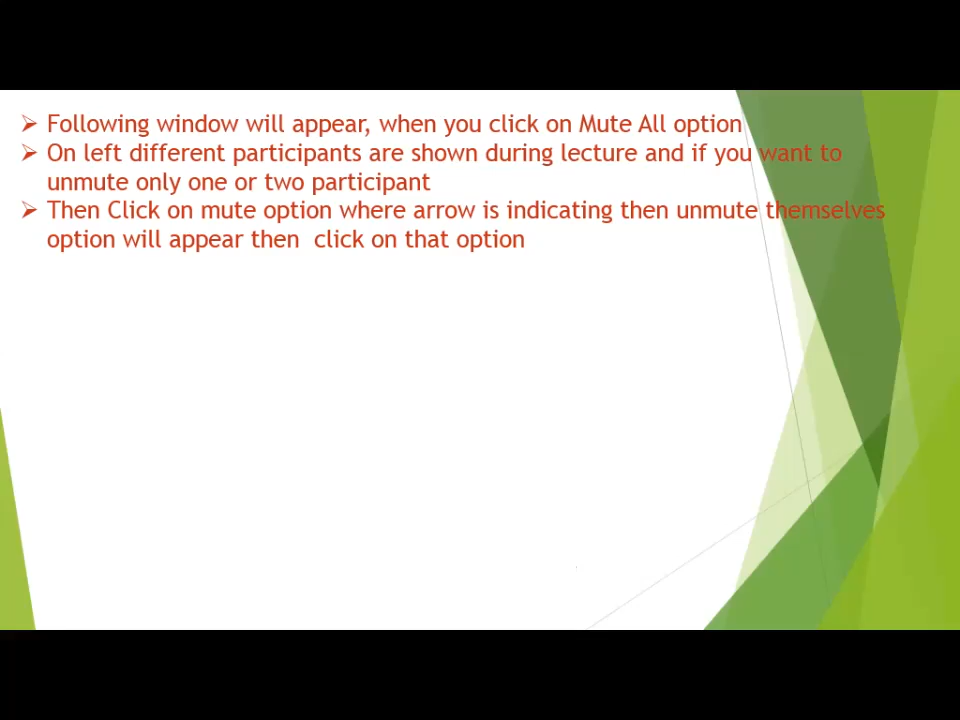 ➢ Following window will appear, when you click on Mute All option
➢ On left different participants are shown during lecture and if you want to
unmute only one or two participant
➢ Then Click on mute option where arrow is indicating then unmute themselves
option will appear then  click on that option